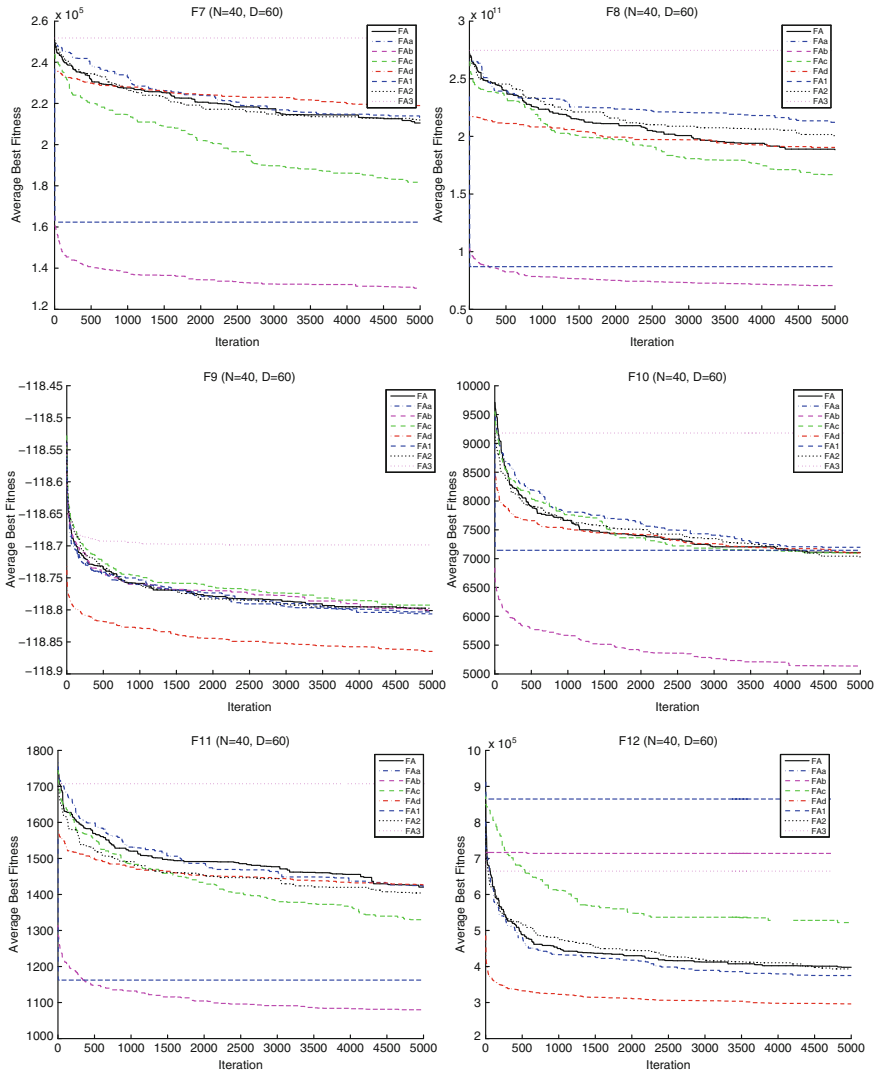 F7 (N=40, D=60)
x 10^5
2.6
2.4
2.2
2
1.8
1.6
1.4
1.2
Average Best Fitness
0 500 1000 1500 2000 2500 3000 3500 4000 4500 5000
Iteration
FA
FAa
FAb
FAc
FAd
FA1
FA2
FA3
F8 (N=40, D=60)
x 10^11
3
2.5
2
1.5
1
0.5
Average Best Fitness
0 500 1000 1500 2000 2500 3000 3500 4000 4500 5000
Iteration
FA
FAa
FAb
FAc
FAd
FA1
FA2
FA3
F9 (N=40, D=60)
−118.45
−118.5
−118.55
−118.6
−118.65
−118.7
−118.75
−118.8
−118.85
−118.9
Average Best Fitness
0 500 1000 1500 2000 2500 3000 3500 4000 4500 5000
Iteration
FA
FAa
FAb
FAc
FAd
FA1
FA2
FA3
F10 (N=40, D=60)
10000
9500
9000
8500
8000
7500
7000
6500
6000
5500
5000
Average Best Fitness
0 500 1000 1500 2000 2500 3000 3500 4000 4500 5000
Iteration
FA
FAa
FAb
FAc
FAd
FA1
FA2
FA3
F11 (N=40, D=60)
1800
1700
1600
1500
1400
1300
1200
1100
1000
Average Best Fitness
0 500 1000 1500 2000 2500 3000 3500 4000 4500 5000
Iteration
FA
FAa
FAb
FAc
FAd
FA1
FA2
FA3
F12 (N=40, D=60)
x 10^5
10
9
8
7
6
5
4
3
2
Average Best Fitness
0 500 1000 1500 2000 2500 3000 3500 4000 4500 5000
Iteration
FA
FAa
FAb
FAc
FAd
FA1
FA2
FA3